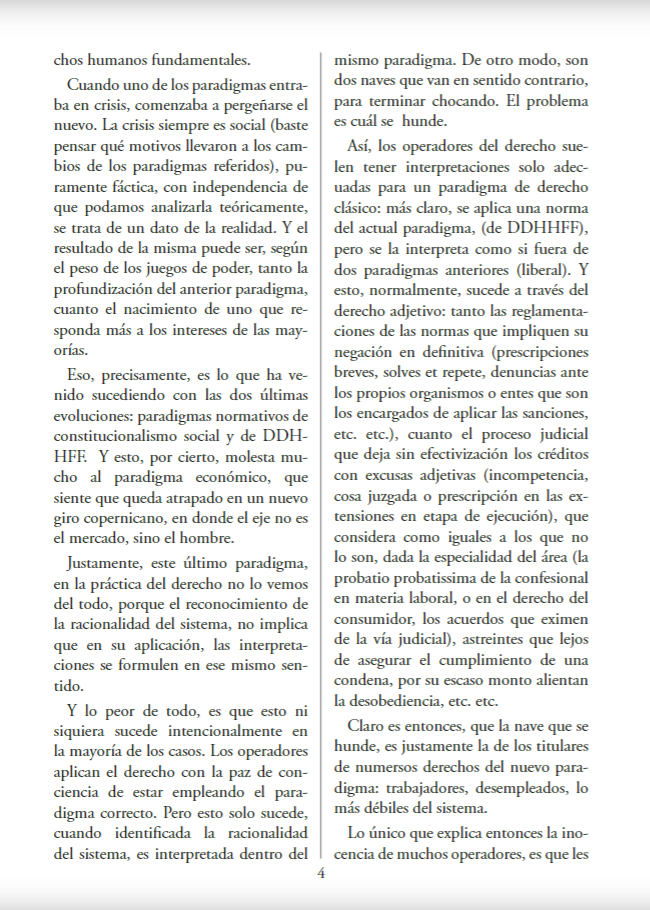 chos humanos fundamentales.
Cuando uno de los paradigmas entra-
ba en crisis, comenzaba a pergeñarse el
nuevo. La crisis siempre es social (baste
pensar qué motivos llevaron a los cam-
bios de los paradigmas referidos), pu-
ramente fáctica, con independencia de
que podamos analizarla teóricamente,
se trata de un dato de la realidad. Y el
resultado de la misma puede ser, según
el peso de los juegos de poder, tanto la
profundización del anterior paradigma,
cuanto el nacimiento de uno que re-
sponda más a los intereses de las may-
orías.
Eso, precisamente, es lo que ha ve-
nido sucediendo con las dos últimas
evoluciones: paradigmas normativos de
constitucionalismo social y de DDH-
HFF. Y esto, por cierto, molesta mu-
cho al paradigma económico, que
siente que queda atrapado en un nuevo
giro copernicano, en donde el eje no es
el mercado, sino el hombre.
Justamente, este último paradigma,
en la práctica del derecho no lo vemos
del todo, porque el reconocimiento de
la racionalidad del sistema, no implica
que en su aplicación, las interpreta-
ciones se formulen en ese mismo sen-
tido.
Y lo peor de todo, es que esto ni
siquiera sucede intencionalmente en
la mayoría de los casos. Los operadores
aplican el derecho con la paz de con-
ciencia de estar empleando el para-
digma correcto. Pero esto solo sucede,
cuando identificada la racionalidad
del sistema, es interpretada dentro del
mismo paradigma. De otro modo, son
dos naves que van en sentido contrario,
para terminar chocando. El problema
es cuál se hunde.
Así, los operadores del derecho sue-
len tener interpretaciones solo adec-
uadas para un paradigma de derecho
clásico: más claro, se aplica una norma
del actual paradigma, (de DDHHFF),
pero se la interpreta como si fuera de
dos paradigmas anteriores (liberal). Y
esto, normalmente, sucede a través del
derecho adjetivo: tanto las reglamenta-
ciones de las normas que impliquen su
negación en definitiva (prescripciones
breves, solves et repete, denuncias ante
los propios organismos o entes que son
los encargados de aplicar las sanciones,
etc. etc.), cuanto el proceso judicial
que deja sin efectivización los créditos
con excusas adjetivas (incompetencia,
cosa juzgada o prescripción en las ex-
tensiones en etapa de ejecución), que
considera como iguales a los que no
lo son, dada la especialidad del área (la
probatio probatissima de la confesional
en materia laboral, o en el derecho del
consumidor, los acuerdos que eximen
de la vía judicial), astreintes que lejos
de asegurar el cumplimiento de una
condena, por su escaso monto alientan
la desobediencia, etc. etc.
Claro es entonces, que la nave que se
hunde, es justamente la de los titulares
de numersos derechos del nuevo para-
digma: trabajadores, desempleados, lo
más débiles del sistema.
Lo único que explica entonces la ino-
cencia de muchos operadores, es que les
4